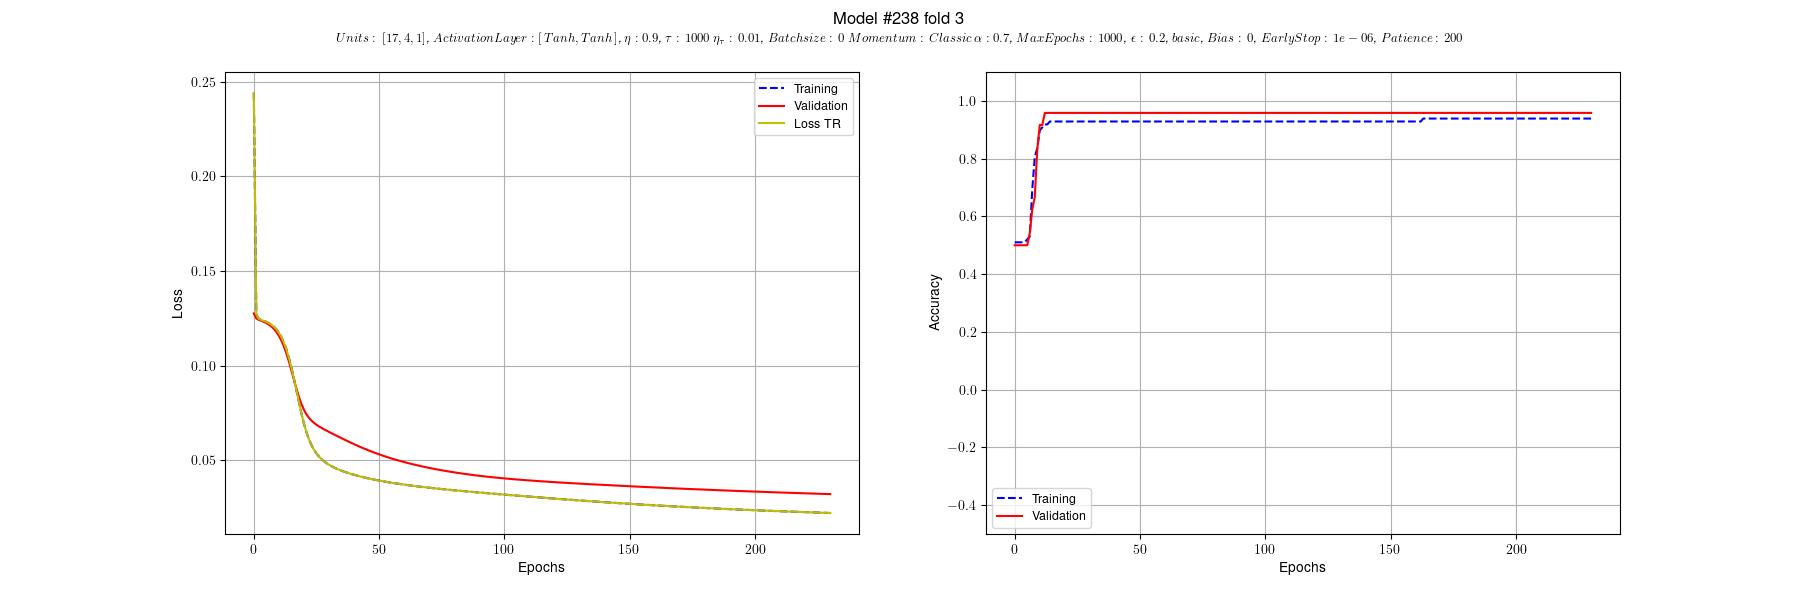 Model #238 fold 3
Units : [17, 4, 1], ActivationLayer : [Tanh, Tanh], η : 0.9, τ : 1000 ητ : 0.01, Batchsize : 0 Momentum : Classic α : 0.7, MaxEpochs : 1000, ϵ : 0.2, basic, Bias : 0, EarlyStop : 1e − 06, Patience : 200
0.25
0.20
0.15
0.10
0.05
Loss
0 50 100 150 200
Epochs
Training
Validation
Loss TR
1.0
0.8
0.6
0.4
0.2
0.0
−0.2
−0.4
Accuracy
0 50 100 150 200
Epochs
Training
Validation